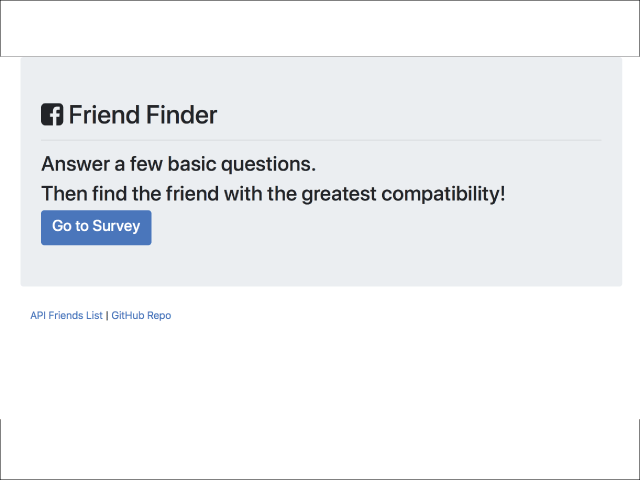 Friend Finder
Answer a few basic questions.
Then find the friend with the greatest compatibility!
Go to Survey
API Friends List | GitHub Repo